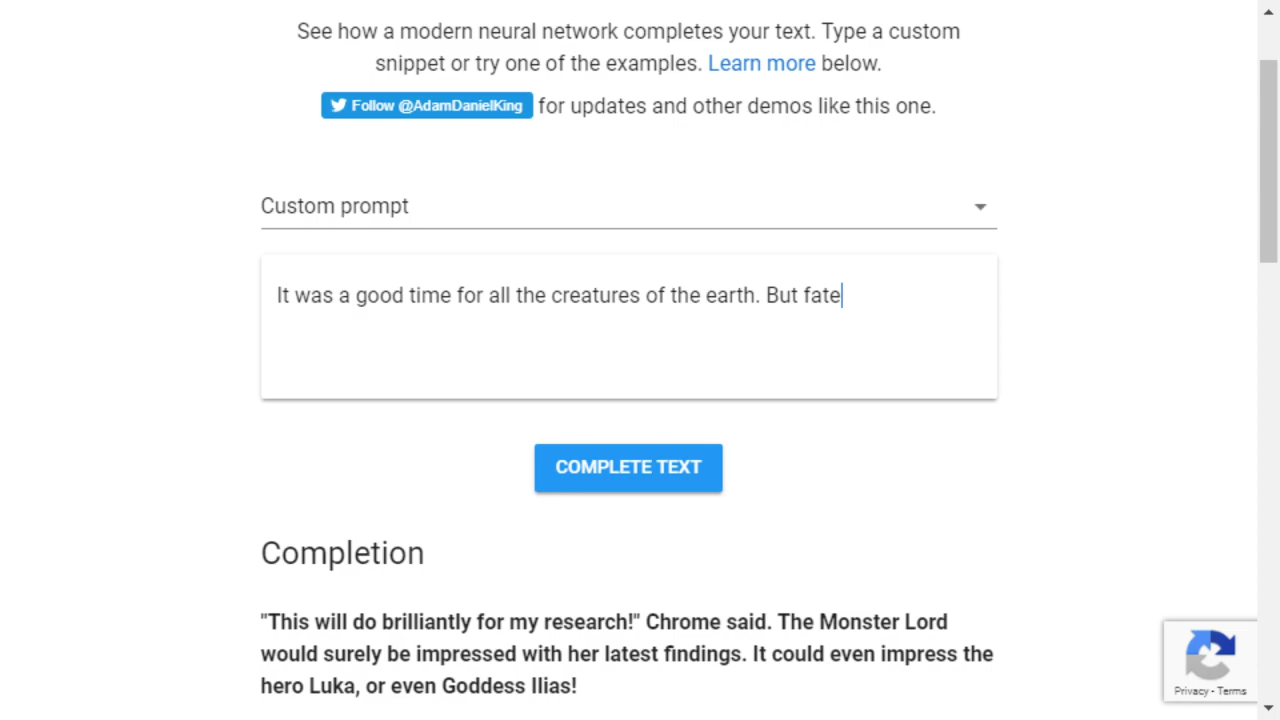 See how a modern neural network completes your text. Type a custom
snippet or try one of the examples. Learn more below.
Follow @AdamDanielKing for updates and other demos like this one.
Custom prompt
It was a good time for all the creatures of the earth. But fate
COMPLETE TEXT
Completion
"This will do brilliantly for my research!" Chrome said. The Monster Lord
would surely be impressed with her latest findings. It could even impress the
hero Luka, or even Goddess Ilias!
Privacy - Terms